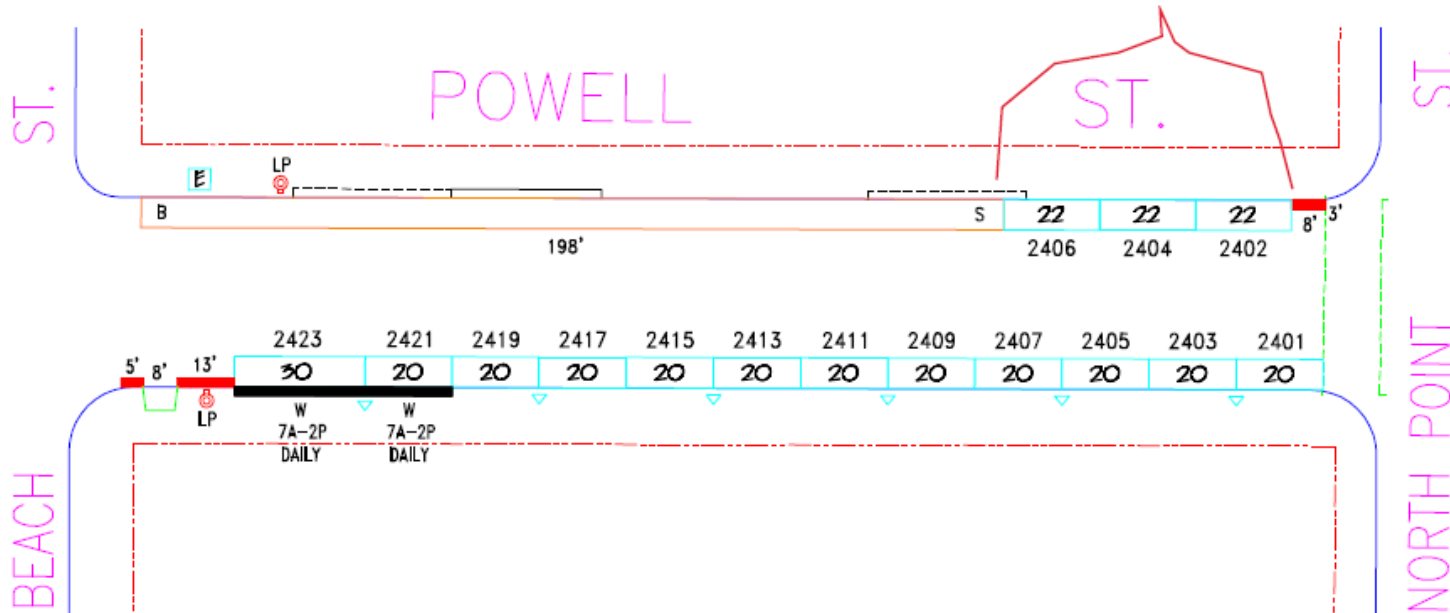 POWELL ST.
ST.
ST.
E
LP
B
S
22
22
22
8'
3'
198'
2406
2404
2402
2423
2421
2419
2417
2415
2413
2411
2409
2407
2405
2403
2401
5'
8'
13'
30
20
20
20
20
20
20
20
20
20
20
20
LP
W
7A-2P
DAILY
W
7A-2P
DAILY
BEACH
NORTH POINT